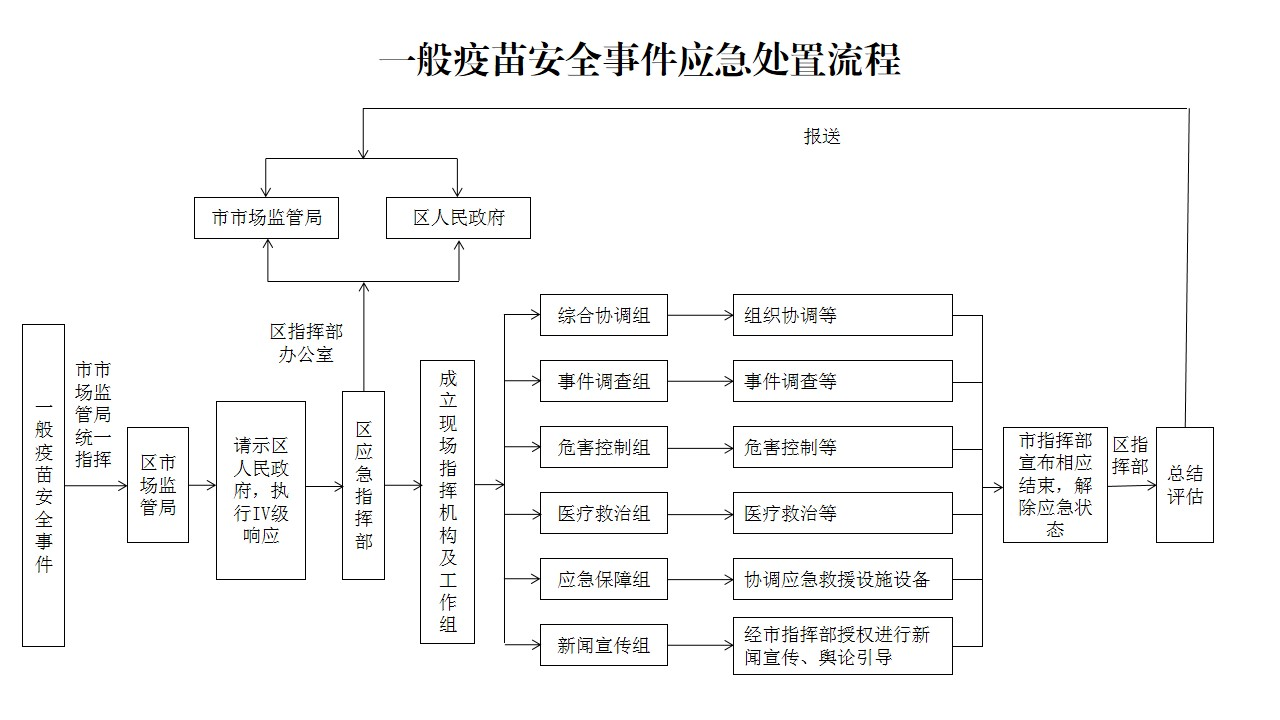 一般疫苗安全事件应急处置流程
报送
市市场监管局
区人民政府
区指挥部
办公室
一般疫苗安全事件
市市
场监
管局
统一
指挥
区市
场监
管局
请示区
人民政
府，执
行IV级
响应
区应急指挥部
成立现场指挥机构及工作组
综合协调组
组织协调等
事件调查组
事件调查等
危害控制组
危害控制等
医疗救治组
医疗救治等
应急保障组
协调应急救援设施设备
新闻宣传组
经市指挥部授权进行新
闻宣传、舆论引导
市指挥部
宣布相应
结束，解
除应急状
态
区指
挥部
总结
评估